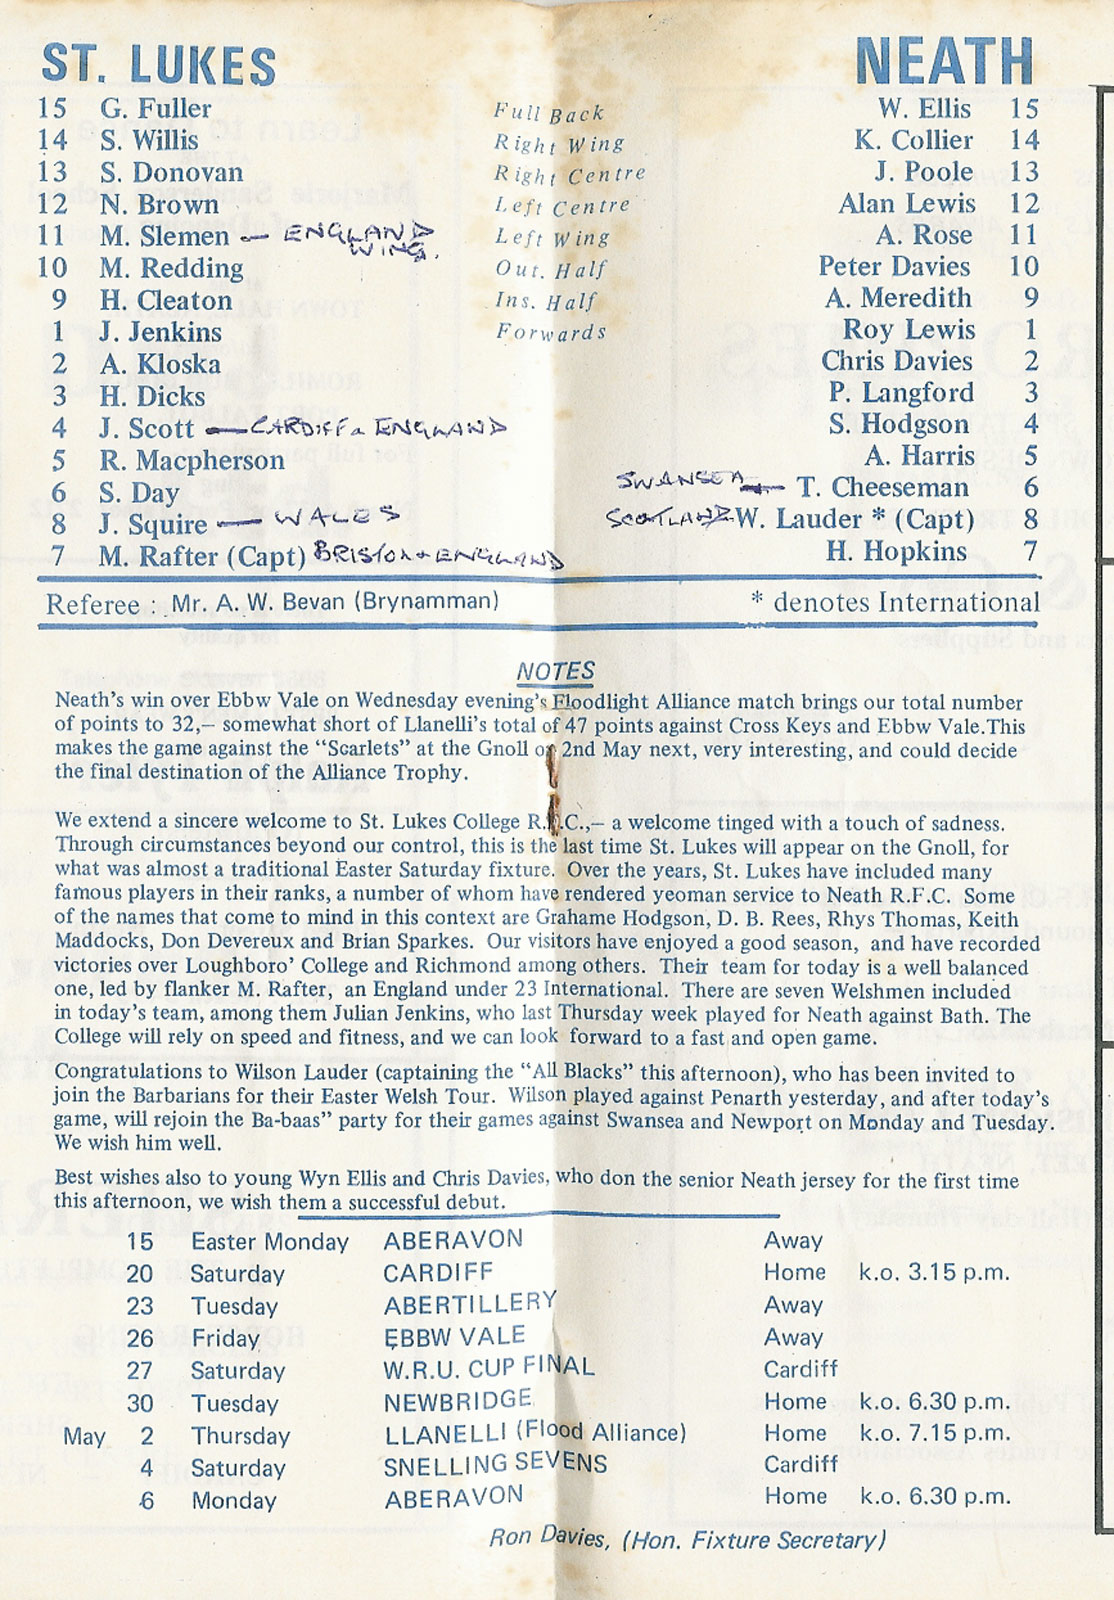 ST. LUKES NEATH
15 G. Fuller Full Back W. Ellis 15
14 S. Willis Right Wing K. Collier 14
13 S. Donovan Right Centre J. Poole 13
12 N. Brown Left Centre Alan Lewis 12
11 M. Slemen — ENGLAND WING. Left Wing A. Rose 11
10 M. Redding Out. Half Peter Davies 10
9 H. Cleaton Ins. Half A. Meredith 9
1 J. Jenkins Forwards Roy Lewis 1
2 A. Kloska Chris Davies 2
3 H. Dicks P. Langford 3
4 J. Scott — CARDIFF & ENGLAND S. Hodgson 4
5 R. Macpherson A. Harris 5
6 S. Day SWANSEA — T. Cheeseman 6
8 J. Squire — WALES SCOTLAND W. Lauder * (Capt) 8
7 M. Rafter (Capt) BRISTOL & ENGLAND H. Hopkins 7
Referee : Mr. A. W. Bevan (Brynamman) * denotes International
NOTES
Neath's win over Ebbw Vale on Wednesday evening's Floodlight Alliance match brings our total number
of points to 32,— somewhat short of Llanelli's total of 47 points against Cross Keys and Ebbw Vale.This
makes the game against the "Scarlets" at the Gnoll on 2nd May next, very interesting, and could decide
the final destination of the Alliance Trophy.
We extend a sincere welcome to St. Lukes College R.F.C.,— a welcome tinged with a touch of sadness.
Through circumstances beyond our control, this is the last time St. Lukes will appear on the Gnoll, for
what was almost a traditional Easter Saturday fixture. Over the years, St. Lukes have included many
famous players in their ranks, a number of whom have rendered yeoman service to Neath R.F.C. Some
of the names that come to mind in this context are Grahame Hodgson, D. B. Rees, Rhys Thomas, Keith
Maddocks, Don Devereux and Brian Sparkes. Our visitors have enjoyed a good season, and have recorded
victories over Loughboro' College and Richmond among others. Their team for today is a well balanced
one, led by flanker M. Rafter, an England under 23 International. There are seven Welshmen included
in today's team, among them Julian Jenkins, who last Thursday week played for Neath against Bath. The
College will rely on speed and fitness, and we can look forward to a fast and open game.
Congratulations to Wilson Lauder (captaining the "All Blacks" this afternoon), who has been invited to
join the Barbarians for their Easter Welsh Tour. Wilson played against Penarth yesterday, and after today's
game, will rejoin the Ba-baas" party for their games against Swansea and Newport on Monday and Tuesday.
We wish him well.
Best wishes also to young Wyn Ellis and Chris Davies, who don the senior Neath jersey for the first time
this afternoon, we wish them a successful debut.
15 Easter Monday ABERAVON Away
20 Saturday CARDIFF Home k.o. 3.15 p.m.
23 Tuesday ABERTILLERY Away
26 Friday EBBW VALE Away
27 Saturday W.R.U. CUP FINAL Cardiff
30 Tuesday NEWBRIDGE Home k.o. 6.30 p.m.
May 2 Thursday LLANELLI (Flood Alliance) Home k.o. 7.15 p.m.
4 Saturday SNELLING SEVENS Cardiff
6 Monday ABERAVON Home k.o. 6.30 p.m.
Ron Davies, (Hon. Fixture Secretary)